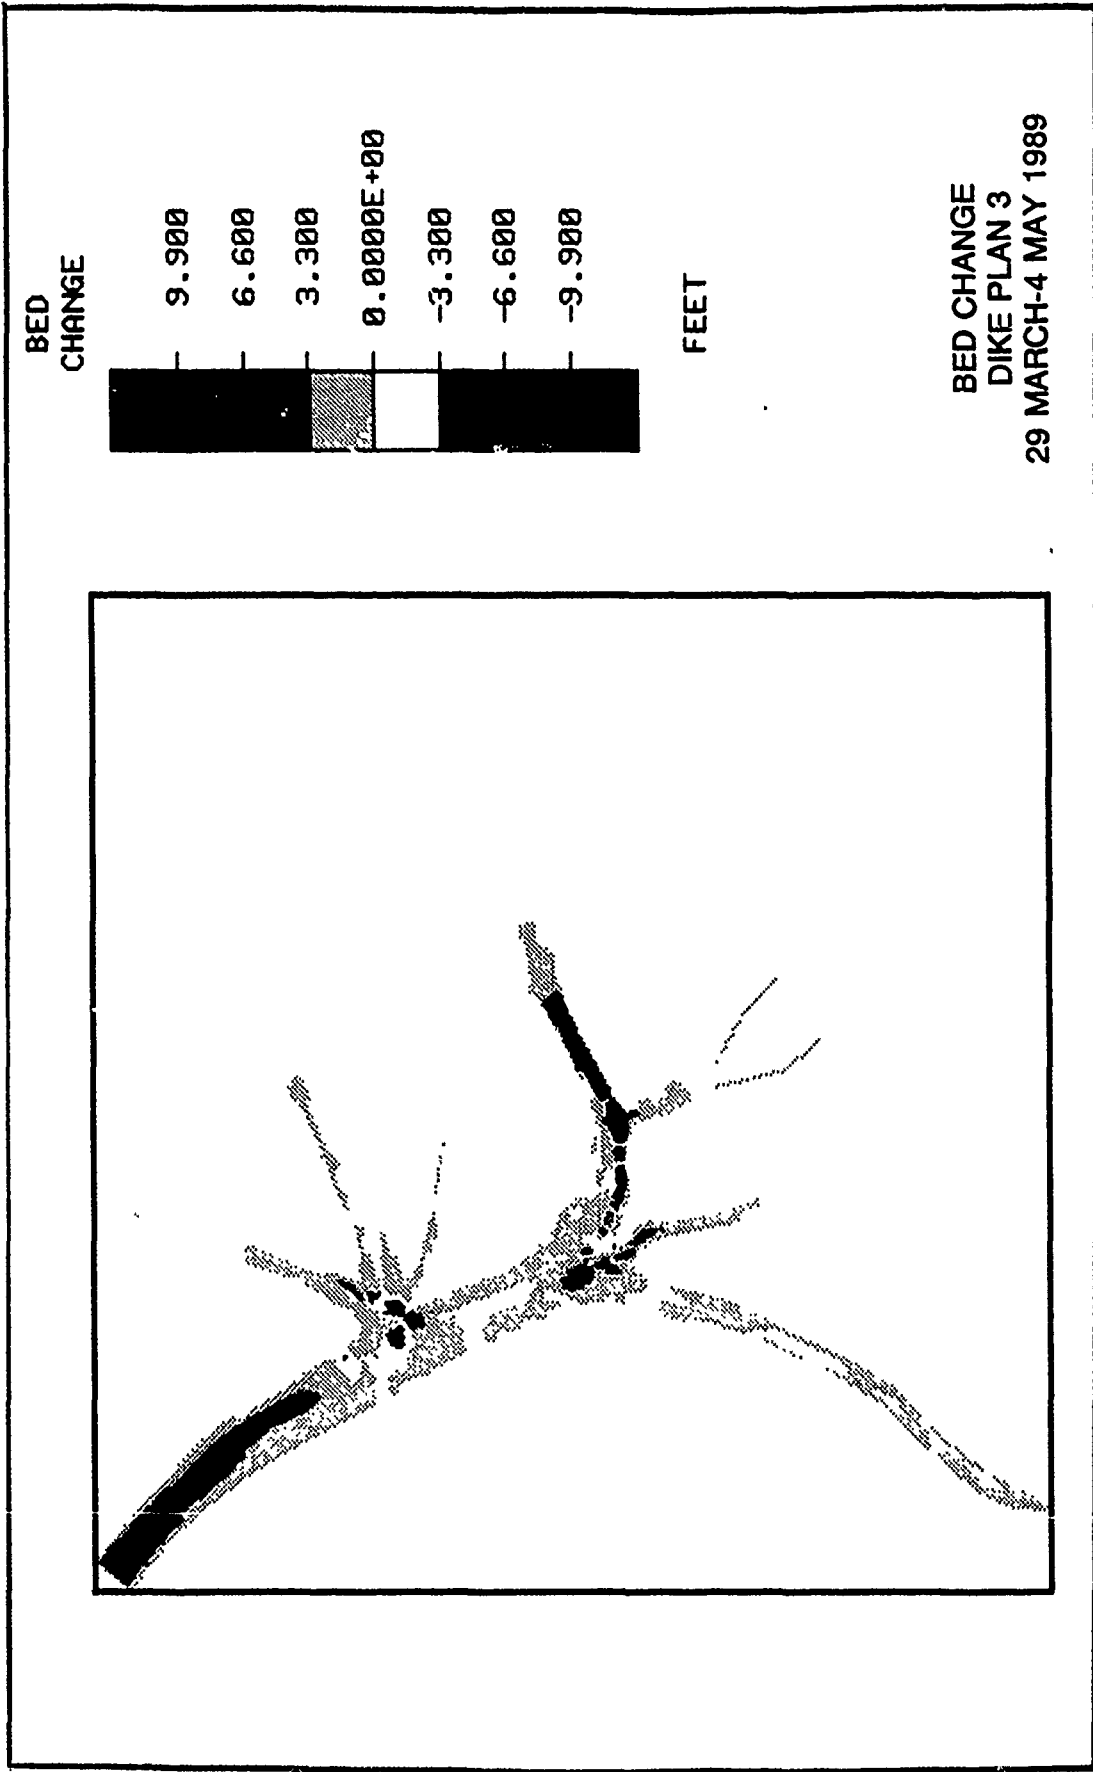 BED
CHANGE
9.900
6.600
3.300
0.0000E+00
-3.300
-6.600
-9.900
FEET
BED CHANGE
DIKE PLAN 3
29 MARCH-4 MAY 1989